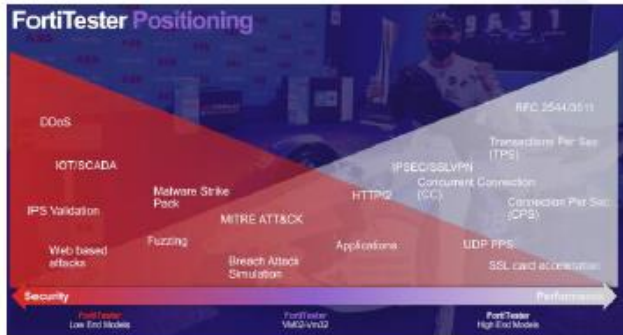 FortiTester Positioning
DDoS
IOT/SCADA
IPS Validation
Web based
attacks
Malware Strike
Pack
Fuzzing
MITRE ATT&CK
Breach Attack
Simulation
HTTP/2
Applications
IPSEC/SSLVPN
Concurrent Connection
(CC)
UDP PPS
RFC 2544/3511
Transactions Per Sec
(TPS)
Connection Per Sec
(CPS)
SSL card acceleration
Security
Performance
FortiTester
Low End Models
FortiTester
VM02-Vm32
FortiTester
High End Models